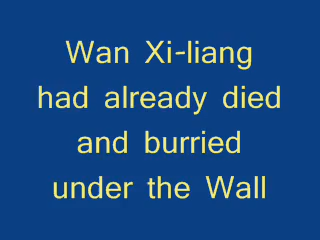 Wan Xi-liang
had already died
and burried
under the Wall